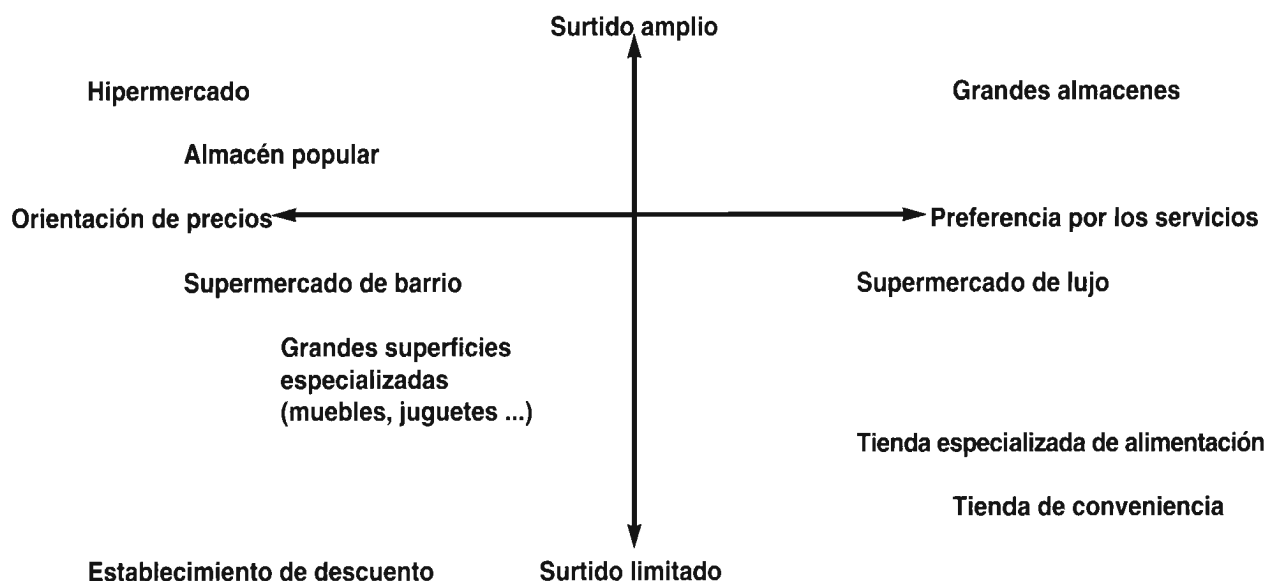 Surtido amplio
Hipermercado
Grandes almacenes
Almacén popular
Orientación de precios
Preferencia por los servicios
Supermercado de barrio
Supermercado de lujo
Grandes superficies
especializadas
(muebles, juguetes ...)
Tienda especializada de alimentación
Tienda de conveniencia
Establecimiento de descuento
Surtido limitado